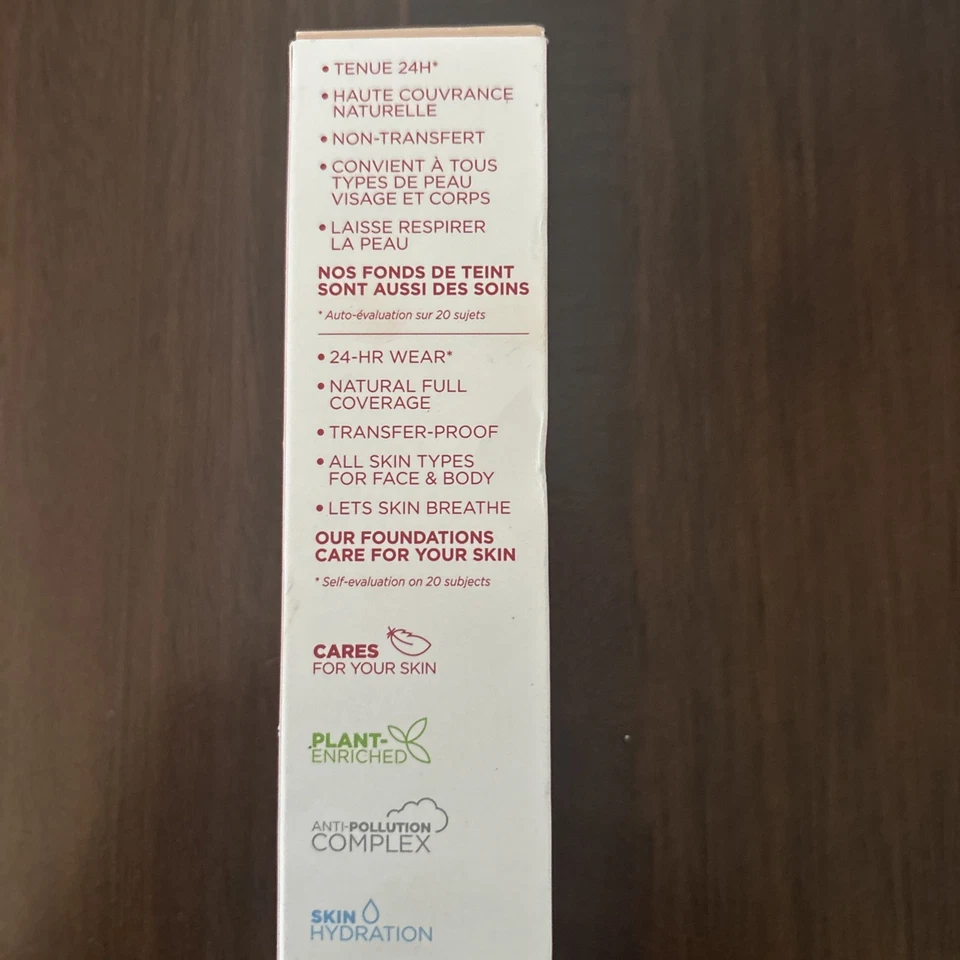 • TENUE 24H*
• HAUTE COUVRANCE
NATURELLE
• NON-TRANSFERT
• CONVIENT À TOUS
TYPES DE PEAU
VISAGE ET CORPS
• LAISSE RESPIRER
LA PEAU
NOS FONDS DE TEINT
SONT AUSSI DES SOINS
* Auto-évaluation sur 20 sujets
• 24-HR WEAR*
• NATURAL FULL
COVERAGE
• TRANSFER-PROOF
• ALL SKIN TYPES
FOR FACE & BODY
• LETS SKIN BREATHE
OUR FOUNDATIONS
CARE FOR YOUR SKIN
* Self-evaluation on 20 subjects
CARES
FOR YOUR SKIN
PLANT-
ENRICHED
ANTI-POLLUTION
COMPLEX
SKIN
HYDRATION